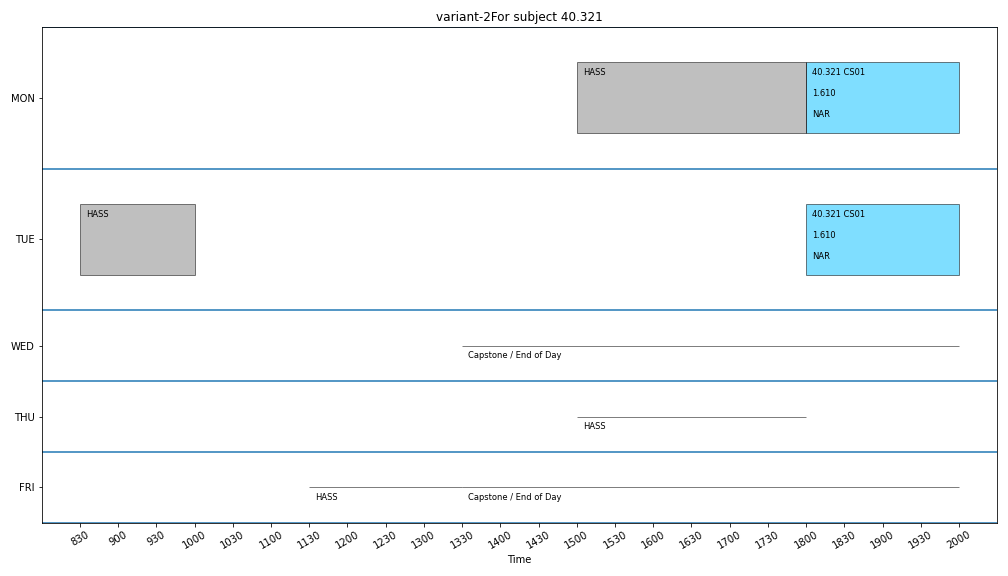 variant-2For subject 40.321
MON
HASS
40.321 CS01
1.610
NAR
TUE
HASS
40.321 CS01
1.610
NAR
WED
Capstone / End of Day
THU
HASS
FRI
HASS
Capstone / End of Day
830 900 930 1000 1030 1100 1130 1200 1230 1300 1330 1400 1430 1500 1530 1600 1630 1700 1730 1800 1830 1900 1930 2000
Time